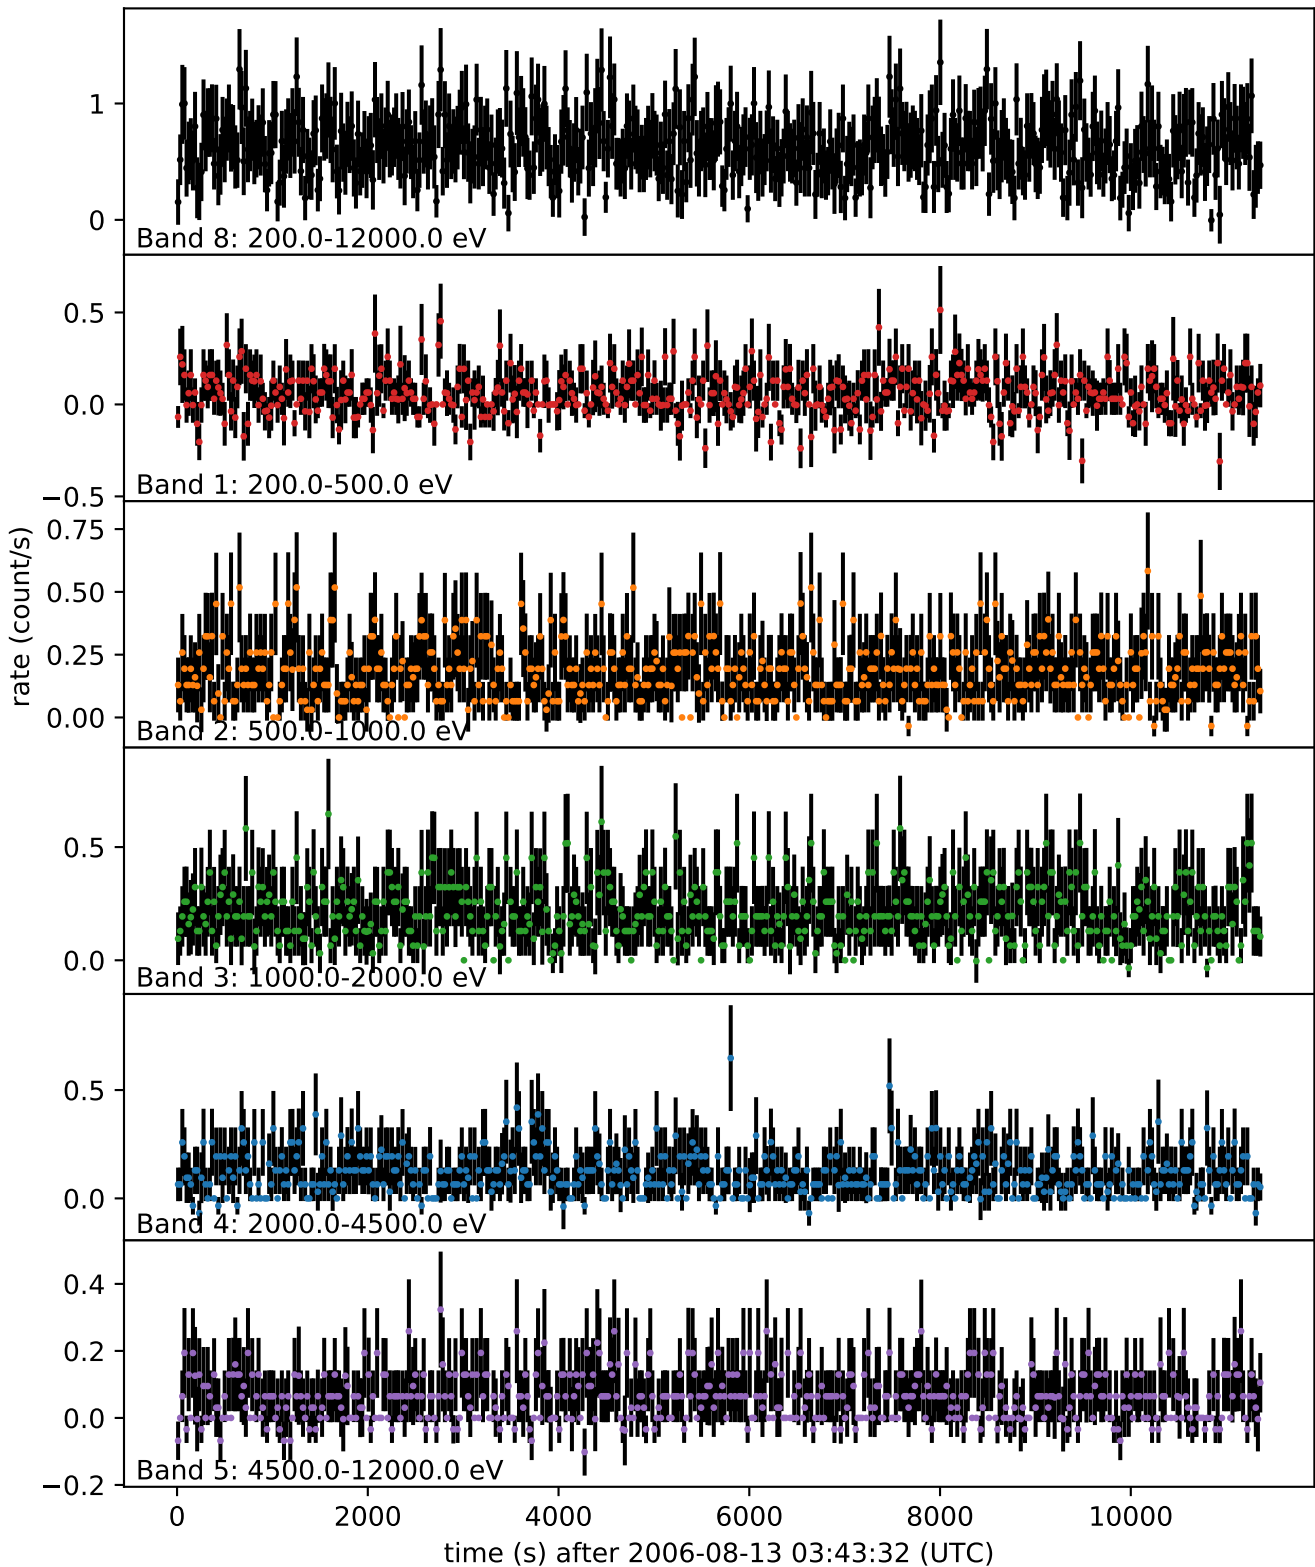 1
0
Band 8: 200.0-12000.0 eV
0.5
0.0
−0.5
Band 1: 200.0-500.0 eV
rate (count/s)
0.75
0.50
0.25
0.00
Band 2: 500.0-1000.0 eV
0.5
0.0
Band 3: 1000.0-2000.0 eV
0.5
0.0
Band 4: 2000.0-4500.0 eV
0.4
0.2
0.0
−0.2
Band 5: 4500.0-12000.0 eV
0 2000 4000 6000 8000 10000
time (s) after 2006-08-13 03:43:32 (UTC)